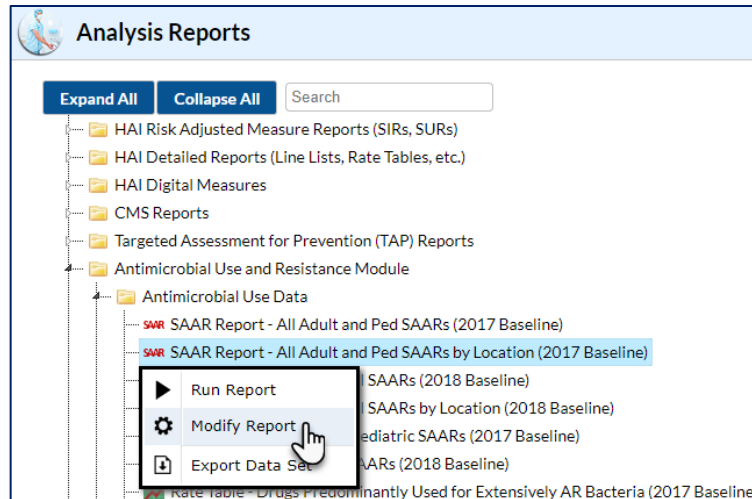 Analysis Reports
Expand All Collapse All Search
HAI Risk Adjusted Measure Reports (SIRs, SURs)
HAI Detailed Reports (Line Lists, Rate Tables, etc.)
HAI Digital Measures
CMS Reports
Targeted Assessment for Prevention (TAP) Reports
Antimicrobial Use and Resistance Module
Antimicrobial Use Data
SAAR SAAR Report - All Adult and Ped SAARs (2017 Baseline)
SAAR SAAR Report - All Adult and Ped SAARs by Location (2017 Baseline)
Run Report SAARs (2018 Baseline)
SAARs by Location (2018 Baseline)
Modify Report ediatric SAARs (2017 Baseline)
Export Data Set AARs (2018 Baseline)
Rate Table - Drugs Predominantly Used for Extensively AR Bacteria (2017 Baseline